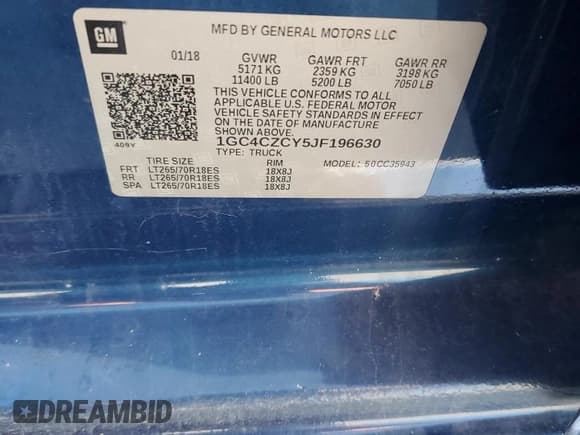 GM
MFD BY GENERAL MOTORS LLC
01/18 GVWR GAWR FRT GAWR RR
5171 KG 2359 KG 3198 KG
11400 LB 5200 LB 7050 LB
THIS VEHICLE CONFORMS TO ALL
APPLICABLE U.S. FEDERAL MOTOR
VEHICLE SAFETY STANDARDS IN EFFECT
ON THE DATE OF MANUFACTURE
SHOWN ABOVE.
409Y 1GC4CZCY5JF196630
TYPE: TRUCK MODEL: 50CC35943
TIRE SIZE RIM
FRT LT265/70R18ES 18X8J
RR LT265/70R18ES 18X8J
SPA LT265/70R18ES 18X8J
DREAMBID